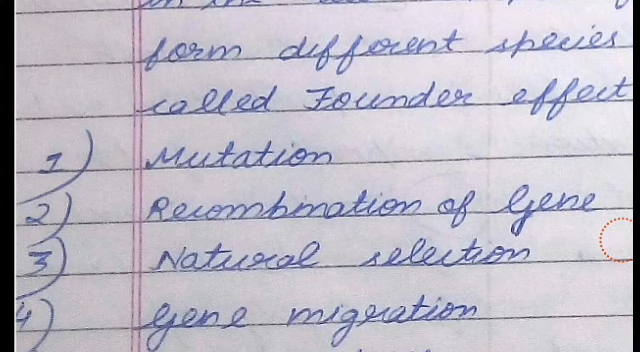 form different species
called Founder effect
1) Mutation
2) Recombination of Gene
3) Natural selection
4) Gene migration